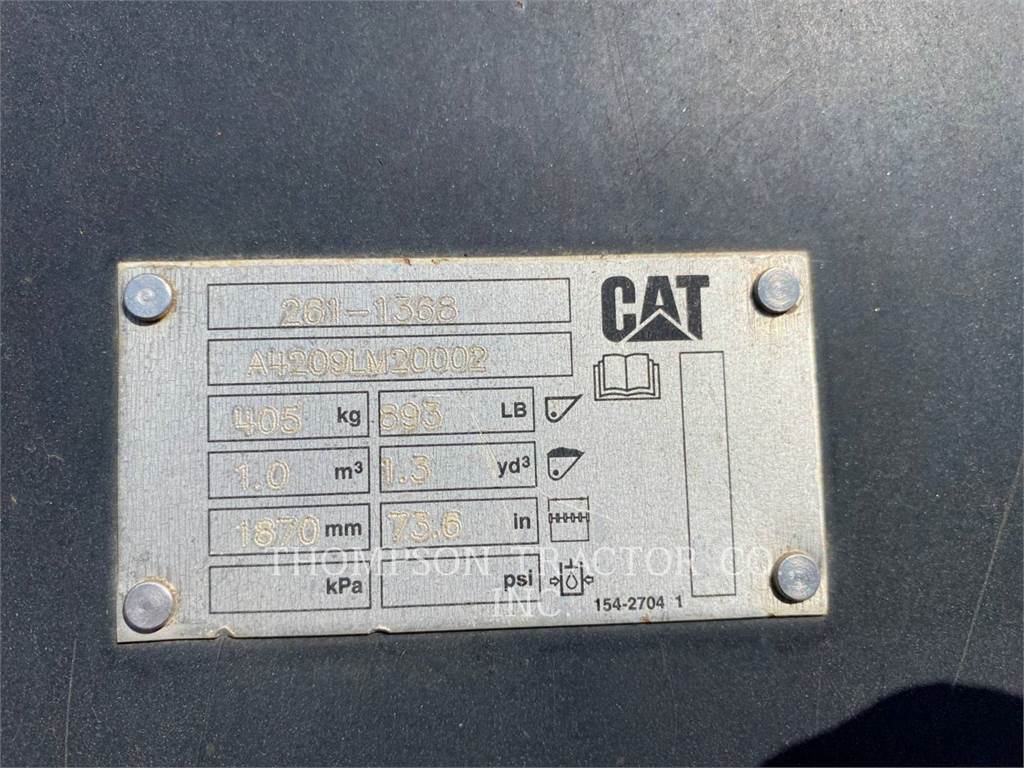 261-1368
CAT
A4209LM20002
405 kg 893 LB
1.0 m³ 1.3 yd³
1870 mm 73.6 in
kPa psi
154-2704 1
THOMPSON TRACTOR CO
INC